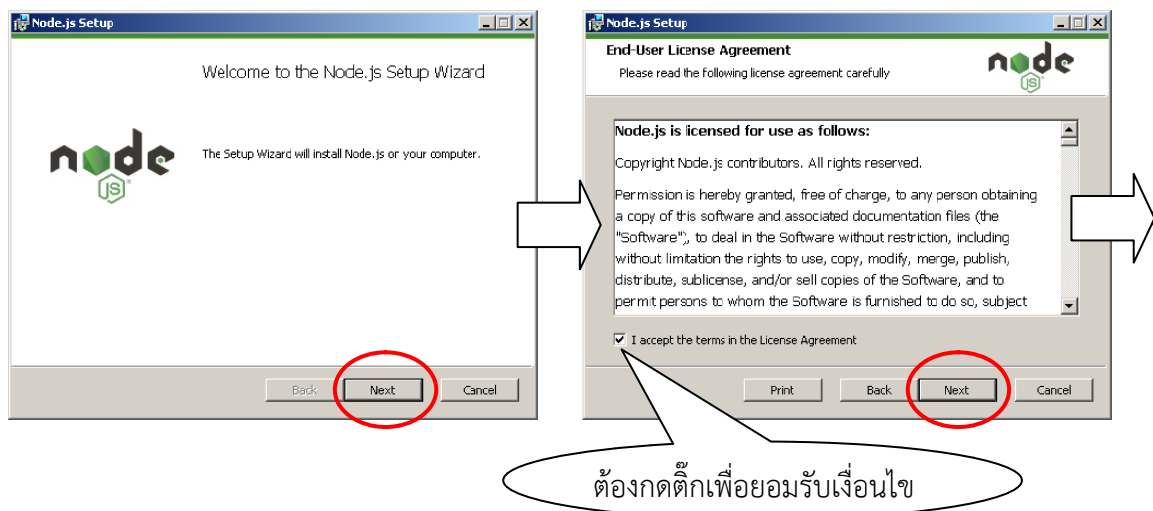 Node.js Setup
Welcome to the Node.js Setup Wizard
node
JS
The Setup Wizard will install Node.js or your computer.
Back Next Cancel
Node.js Setup
End-User License Agreement
Please read the following license agreement carefully
node
JS
Node.js is licensed for use as follows:
Copyright Node.js contributors. All rights reserved.
Permission is hereby granted, free of charge, to any person obtaining
a copy of this software and associated documentation files (the
"Software"), to deal in the Software without restriction, including
without limitation the rights to use, copy, modify, merge, publish,
distribute, sublicense, and/or sell copies of the Software, and to
permit persons to whom the Software is furnished to do so, subject
I accept the terms in the License Agreement
Print Back Next Cancel
ต้องกดติ๊กเพื่อยอมรับเงื่อนไข